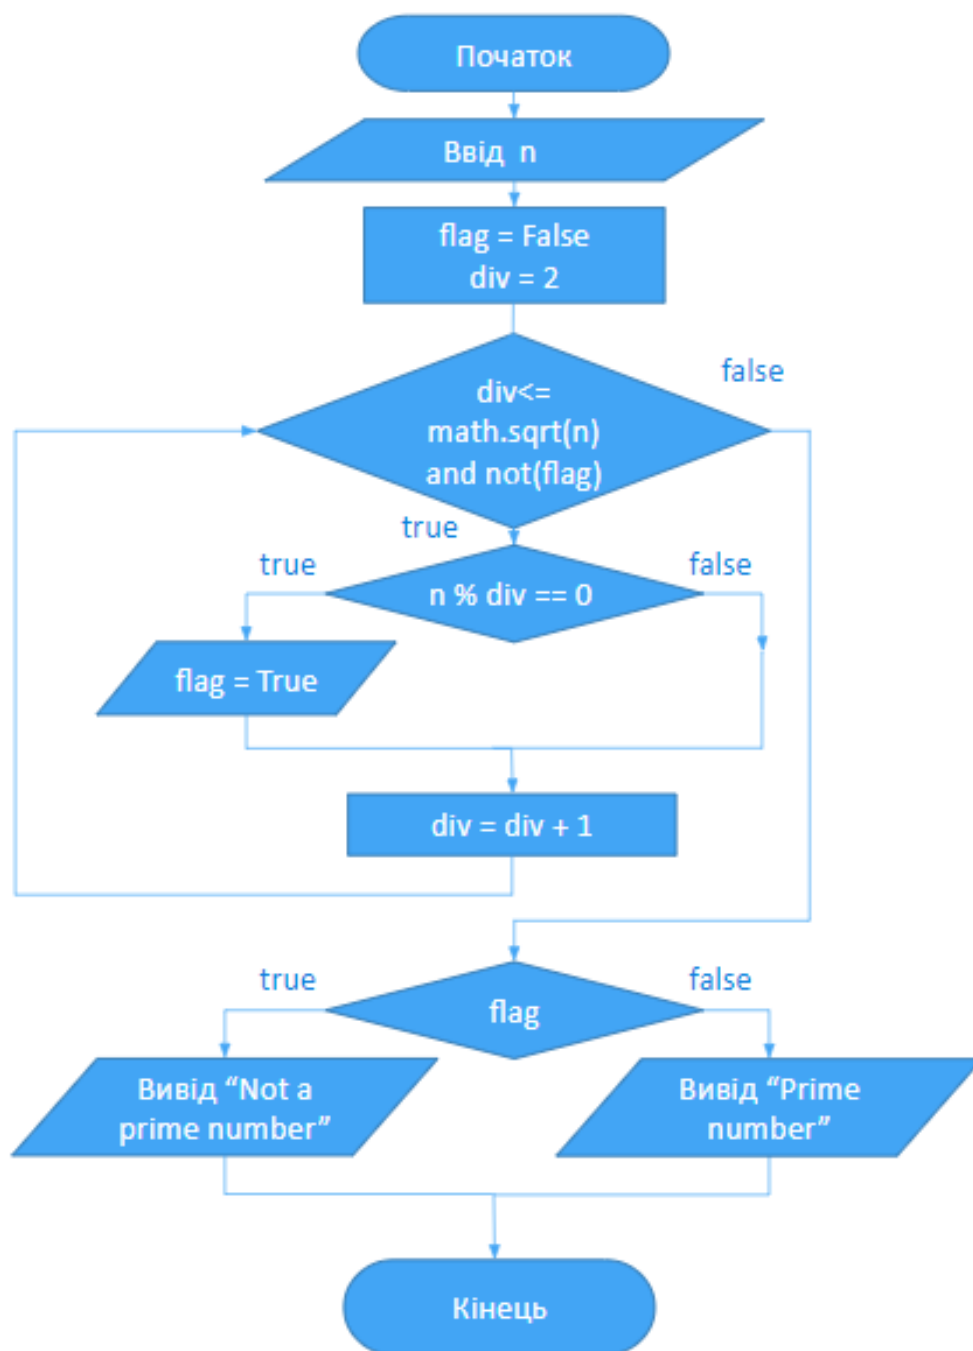 Початок
Ввід n
flag = False
div = 2
false
div<=
math.sqrt(n)
and not(flag)
true
true
false
n % div == 0
flag = True
div = div + 1
true
false
flag
Вивід “Not a
prime number”
Вивід “Prime
number”
Кінець